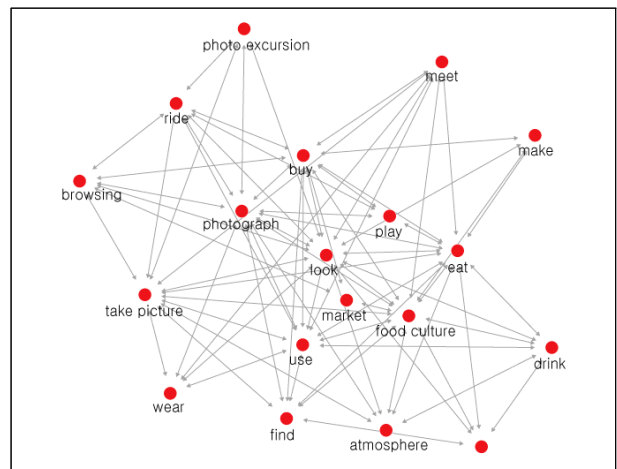 photo excursion
meet
ride
make
buy
browsing
photograph
play
look
eat
take picture
market
food culture
use
drink
wear
find
atmosphere